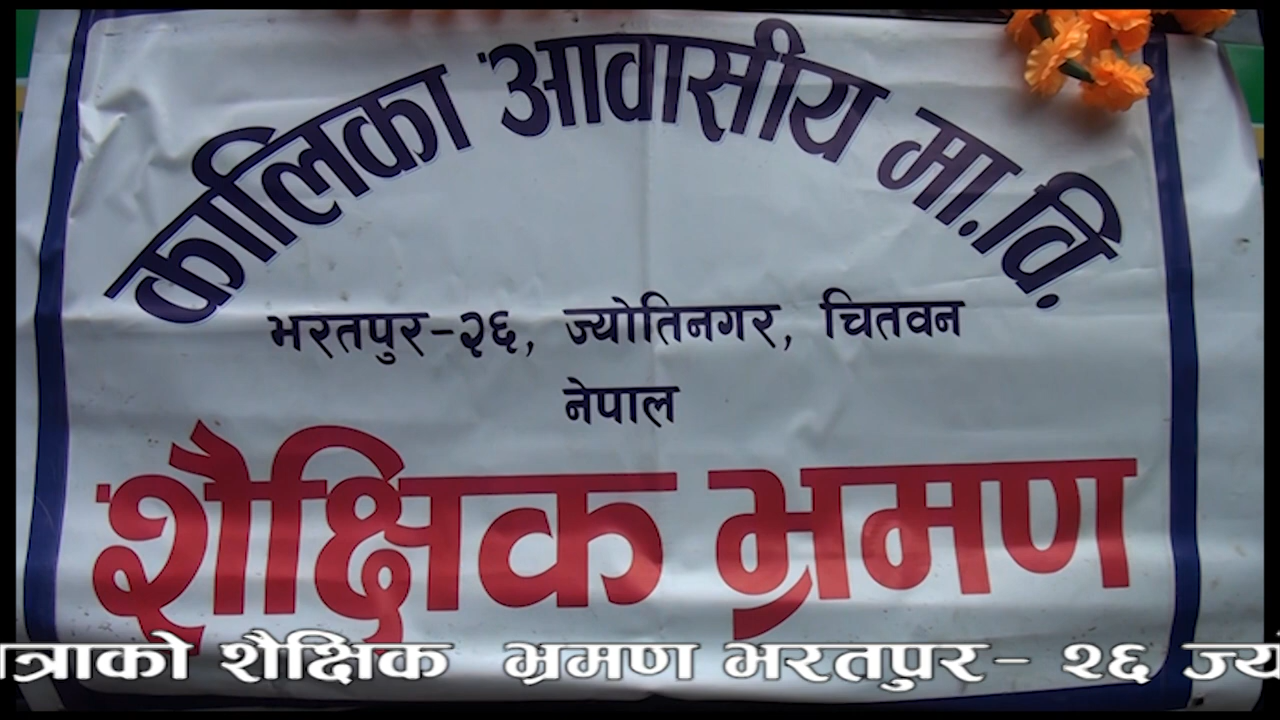 कालिका आवासीय मा.वि.
भरतपुर-२६, ज्योतिनगर, चितवन
नेपाल
शैक्षिक भ्रमण
शैक्षिक भ्रमण भरतपुर- २६